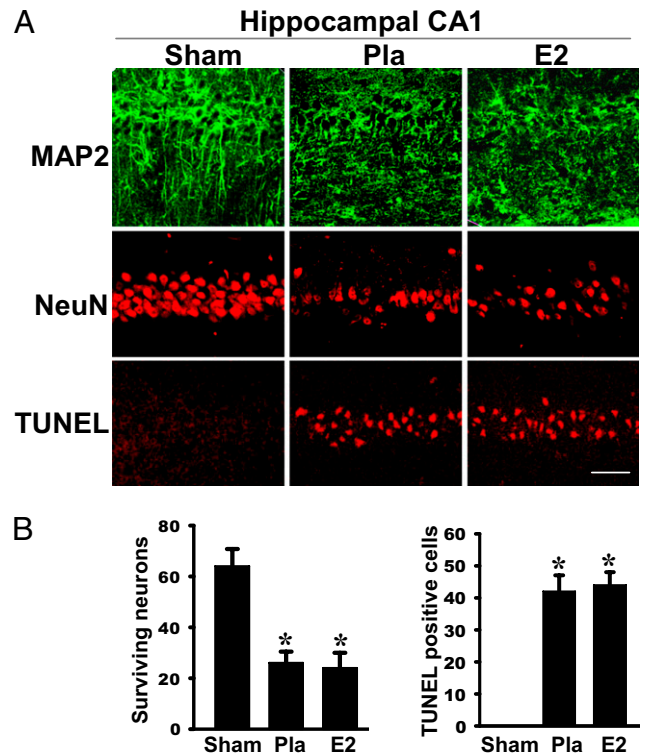 A
Hippocampal CA1
Sham Pla E2
MAP2
NeuN
TUNEL
B
Surviving neurons
80
60
40
20
0
* *
Sham Pla E2
TUNEL positive cells
60
50
40
30
20
10
0
* *
Sham Pla E2